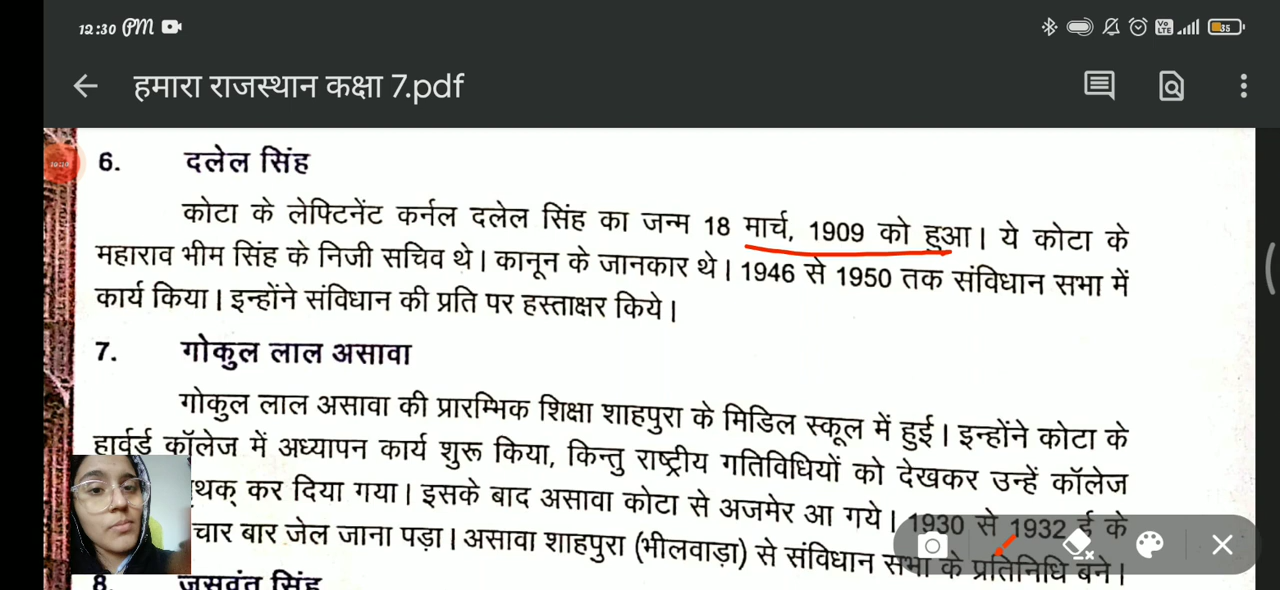 12:30 PM
VoLTE
35
हमारा राजस्थान कक्षा 7.pdf
6. दलेल सिंह
कोटा के लेफ्टिनेंट कर्नल दलेल सिंह का जन्म 18 मार्च, 1909 को हुआ। ये कोटा के
महाराव भीम सिंह के निजी सचिव थे। कानून के जानकार थे। 1946 से 1950 तक संविधान सभा में
कार्य किया। इन्होंने संविधान की प्रति पर हस्ताक्षर किये।
7. गोकुल लाल असावा
गोकुल लाल असावा की प्रारम्भिक शिक्षा शाहपुरा के मिडिल स्कूल में हुई। इन्होंने कोटा के
हार्वर्ड कॉलेज में अध्यापन कार्य शुरू किया, किन्तु राष्ट्रीय गतिविधियों को देखकर उन्हें कॉलेज
कर दिया गया। इसके बाद असावा कोटा से अजमेर आ गये। 1930 से 1932 ई के
चार बार जेल जाना पड़ा। असावा शाहपुरा (भीलवाड़ा) से संविधान सभा के प्रतिनिधि बने।
8. जसवंत सिंह